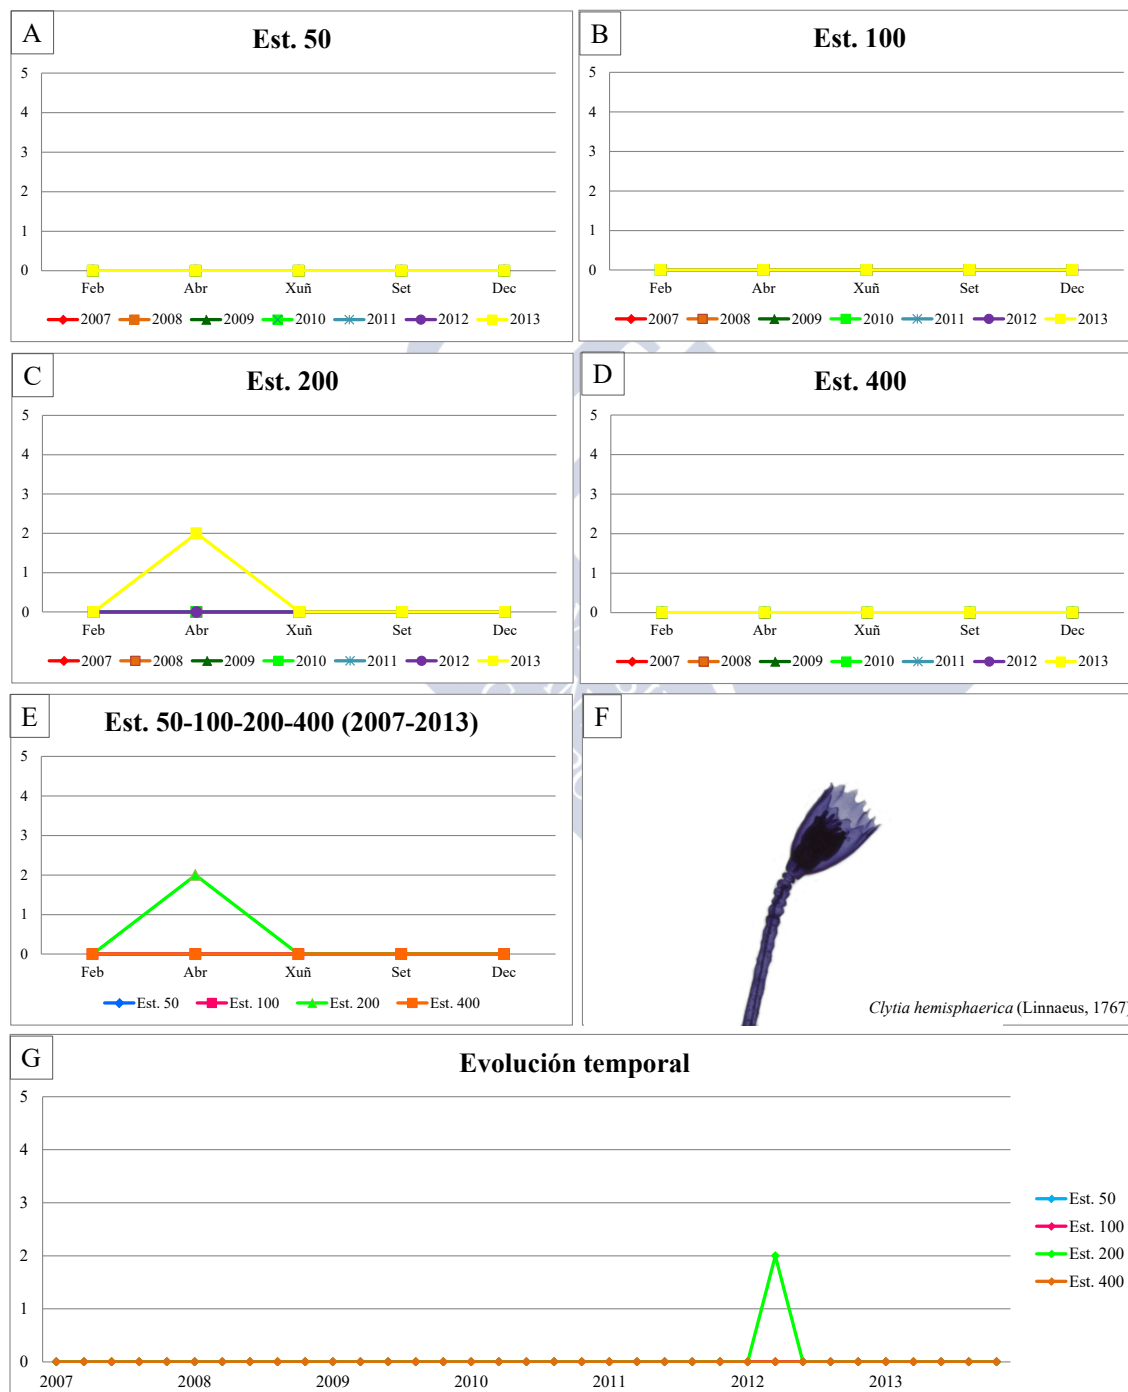 A
Est. 50
5
4
3
2
1
0
Feb Abr Xuñ Set Dec
2007 2008 2009 2010 2011 2012 2013
B
Est. 100
5
4
3
2
1
0
Feb Abr Xuñ Set Dec
2007 2008 2009 2010 2011 2012 2013
C
Est. 200
5
4
3
2
1
0
Feb Abr Xuñ Set Dec
2007 2008 2009 2010 2011 2012 2013
D
Est. 400
5
4
3
2
1
0
Feb Abr Xuñ Set Dec
2007 2008 2009 2010 2011 2012 2013
E
Est. 50-100-200-400 (2007-2013)
5
4
3
2
1
0
Feb Abr Xuñ Set Dec
Est. 50 Est. 100 Est. 200 Est. 400
F
Clytia hemisphaerica (Linnaeus, 1767)
G
Evolución temporal
5
4
3
2
1
0
2007 2008 2009 2010 2011 2012 2013
Est. 50
Est. 100
Est. 200
Est. 400